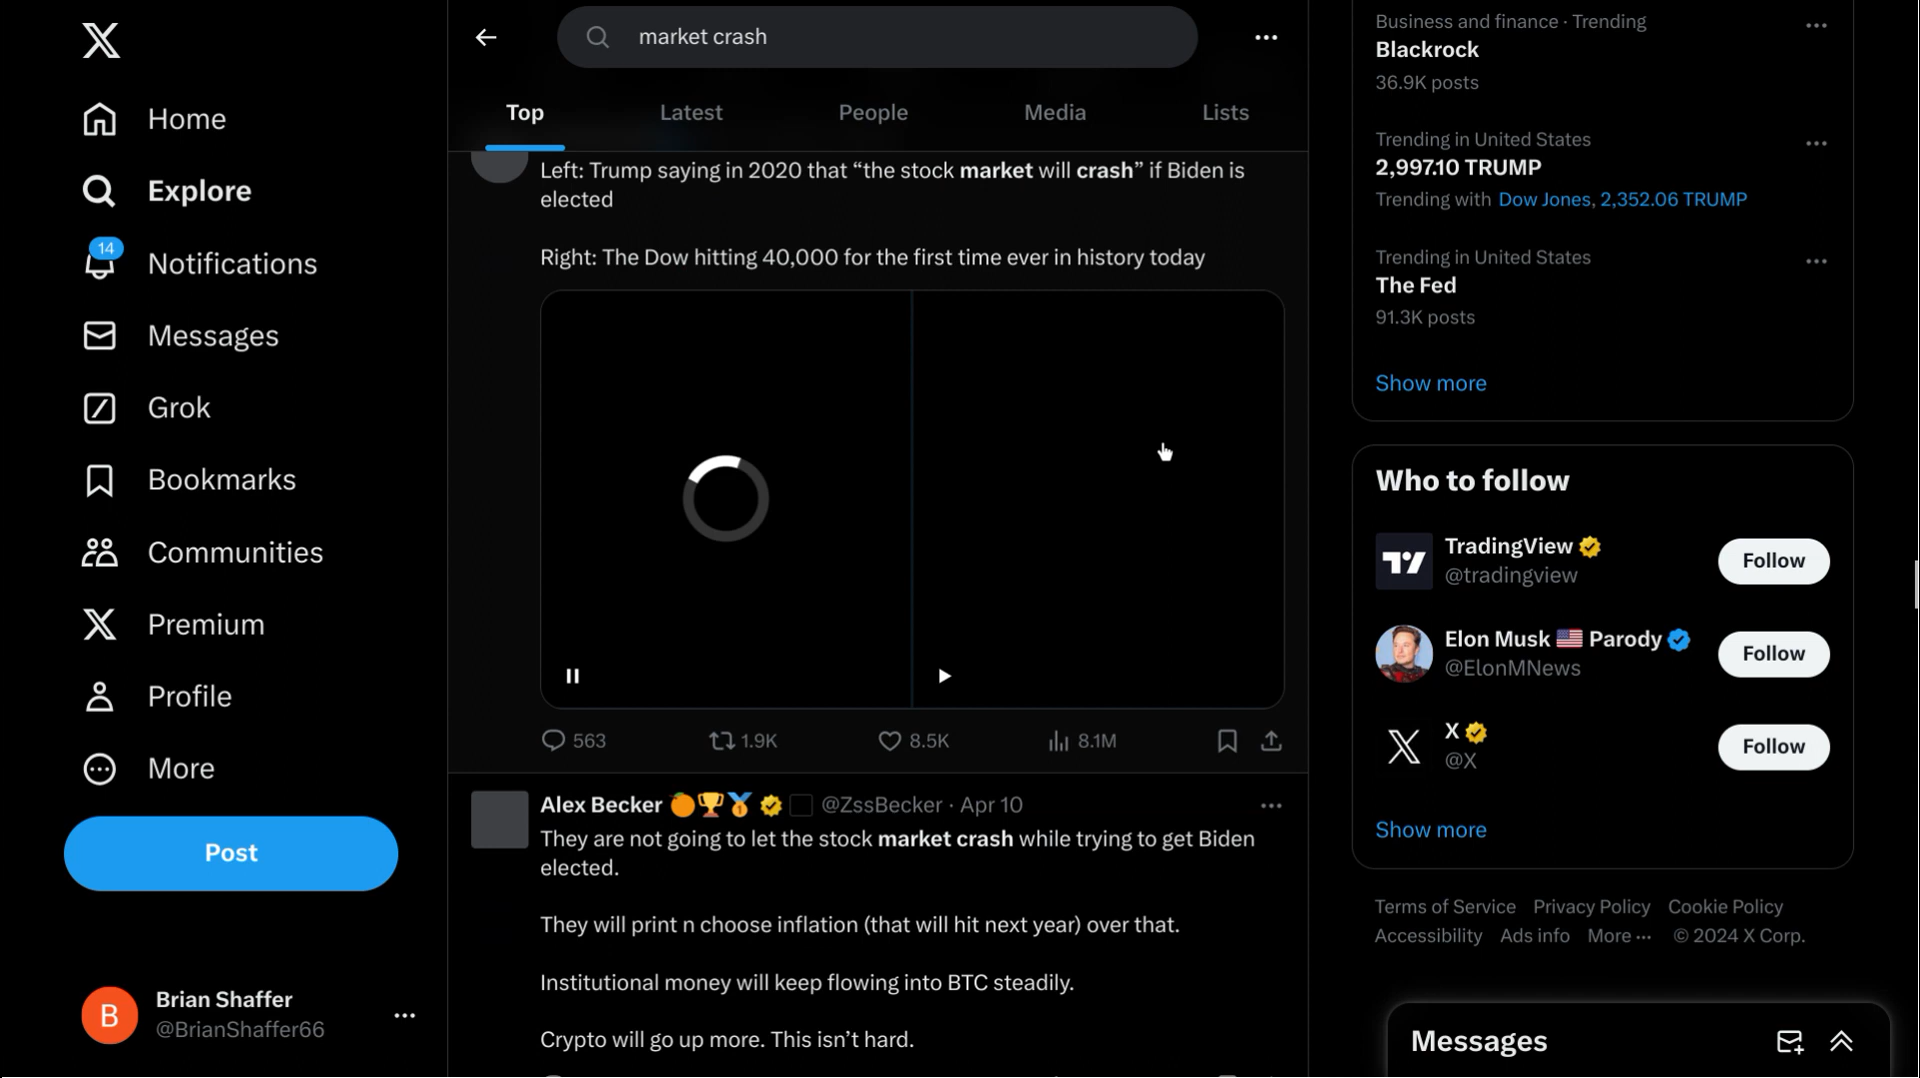 Home
Explore
14
Notifications
Messages
Grok
Bookmarks
Communities
Premium
Profile
More
Post
B
Brian Shaffer
@BrianShaffer66
market crash
Top Latest People Media Lists
Left: Trump saying in 2020 that “the stock market will crash” if Biden is
elected
Right: The Dow hitting 40,000 for the first time ever in history today
563 1.9K 8.5K 8.1M
Alex Becker 🍊🏆🥇 @ZssBecker · Apr 10
They are not going to let the stock market crash while trying to get Biden
elected.
They will print n choose inflation (that will hit next year) over that.
Institutional money will keep flowing into BTC steadily.
Crypto will go up more. This isn’t hard.
Business and finance · Trending
Blackrock
36.9K posts
Trending in United States
2,997.10 TRUMP
Trending with Dow Jones, 2,352.06 TRUMP
Trending in United States
The Fed
91.3K posts
Show more
Who to follow
TradingView
@tradingview
Follow
Elon Musk 🇺🇸 Parody
@ElonMNews
Follow
X
@X
Follow
Show more
Terms of Service Privacy Policy Cookie Policy
Accessibility Ads info More ··· © 2024 X Corp.
Messages